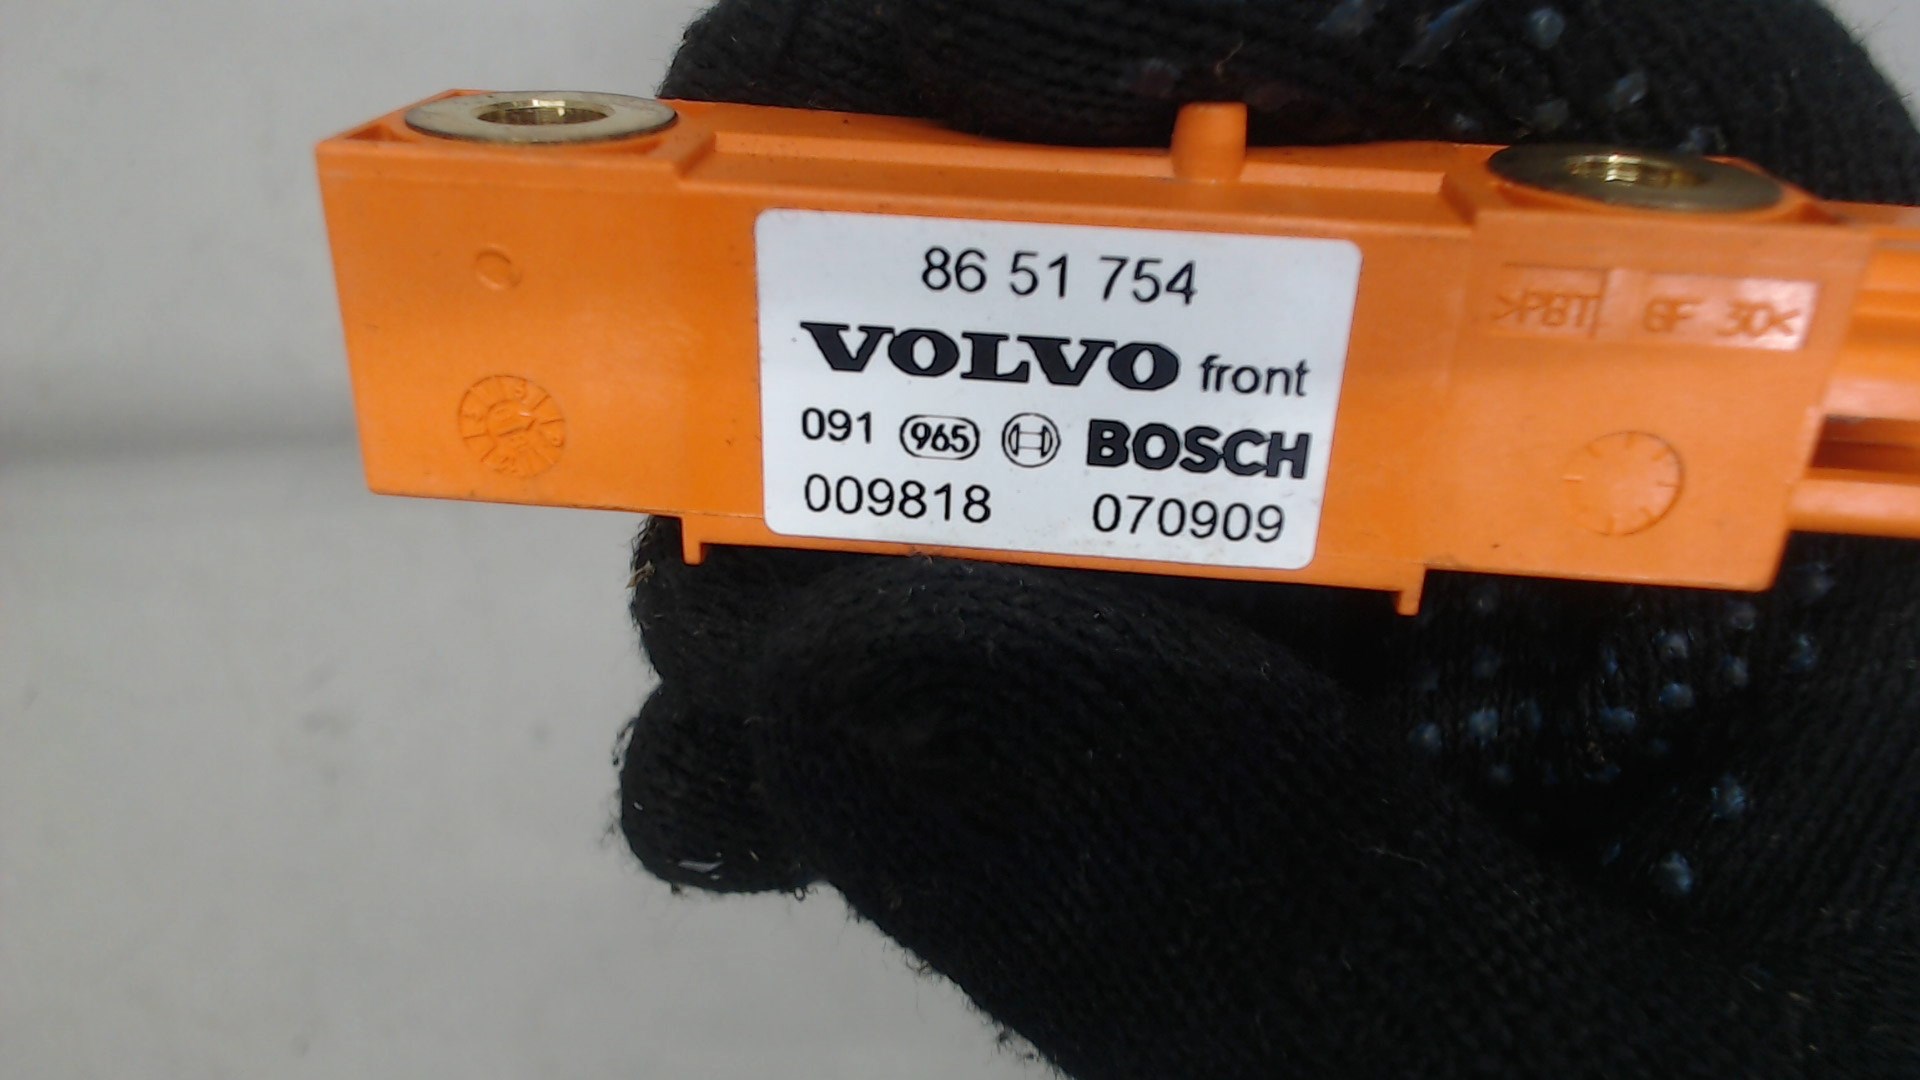 86 51 754
VOLVO front
091 965 BOSCH
009818 070909
>PBT GF 30<